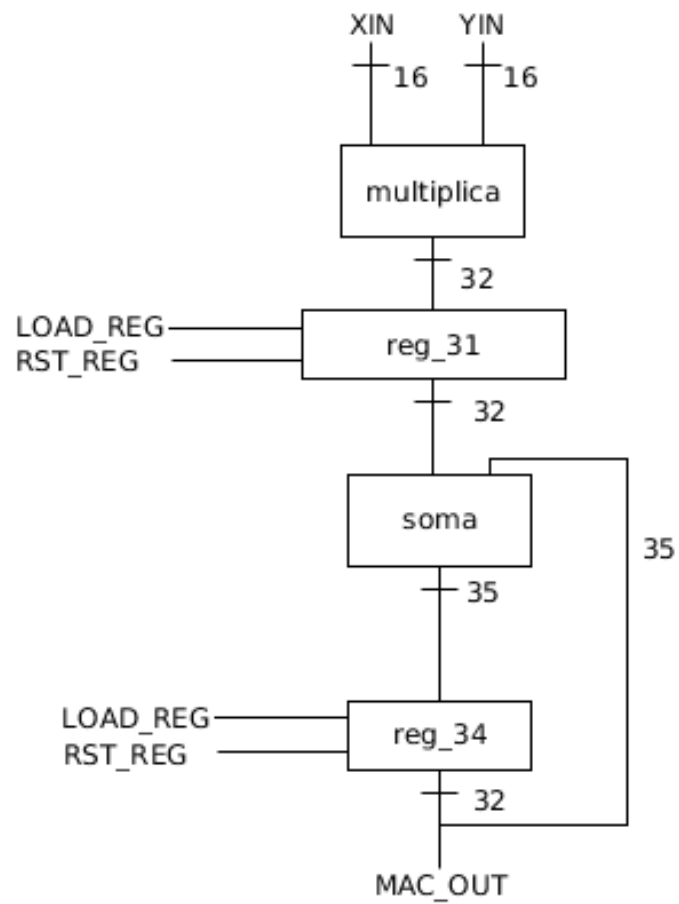 XIN YIN
16 16
multiplica
32
LOAD_REG
reg_31
RST_REG
32
soma
35
35
LOAD_REG
reg_34
RST_REG
32
MAC_OUT